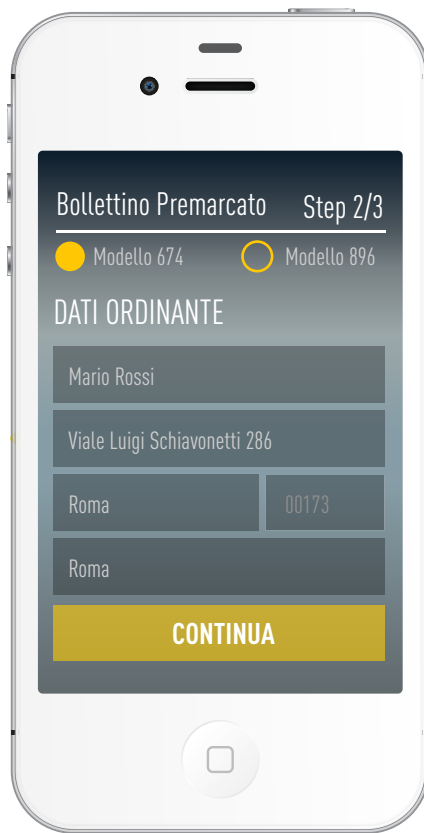 Bollettino Premarcato Step 2/3
Modello 674 Modello 896
DATI ORDINANTE
Mario Rossi
Viale Luigi Schiavonetti 286
Roma 00173
Roma
CONTINUA